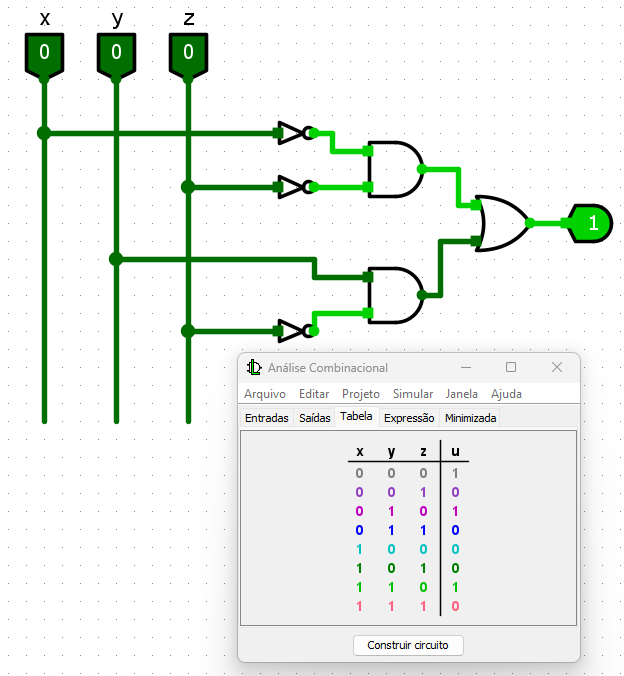 x y z
0 0 0
1
Análise Combinacional
Arquivo Editar Projeto Simular Janela Ajuda
Entradas Saídas Tabela Expressão Minimizada
x y z u
0 0 0 1
0 0 1 0
0 1 0 1
0 1 1 0
1 0 0 0
1 0 1 0
1 1 0 1
1 1 1 0
Construir circuito